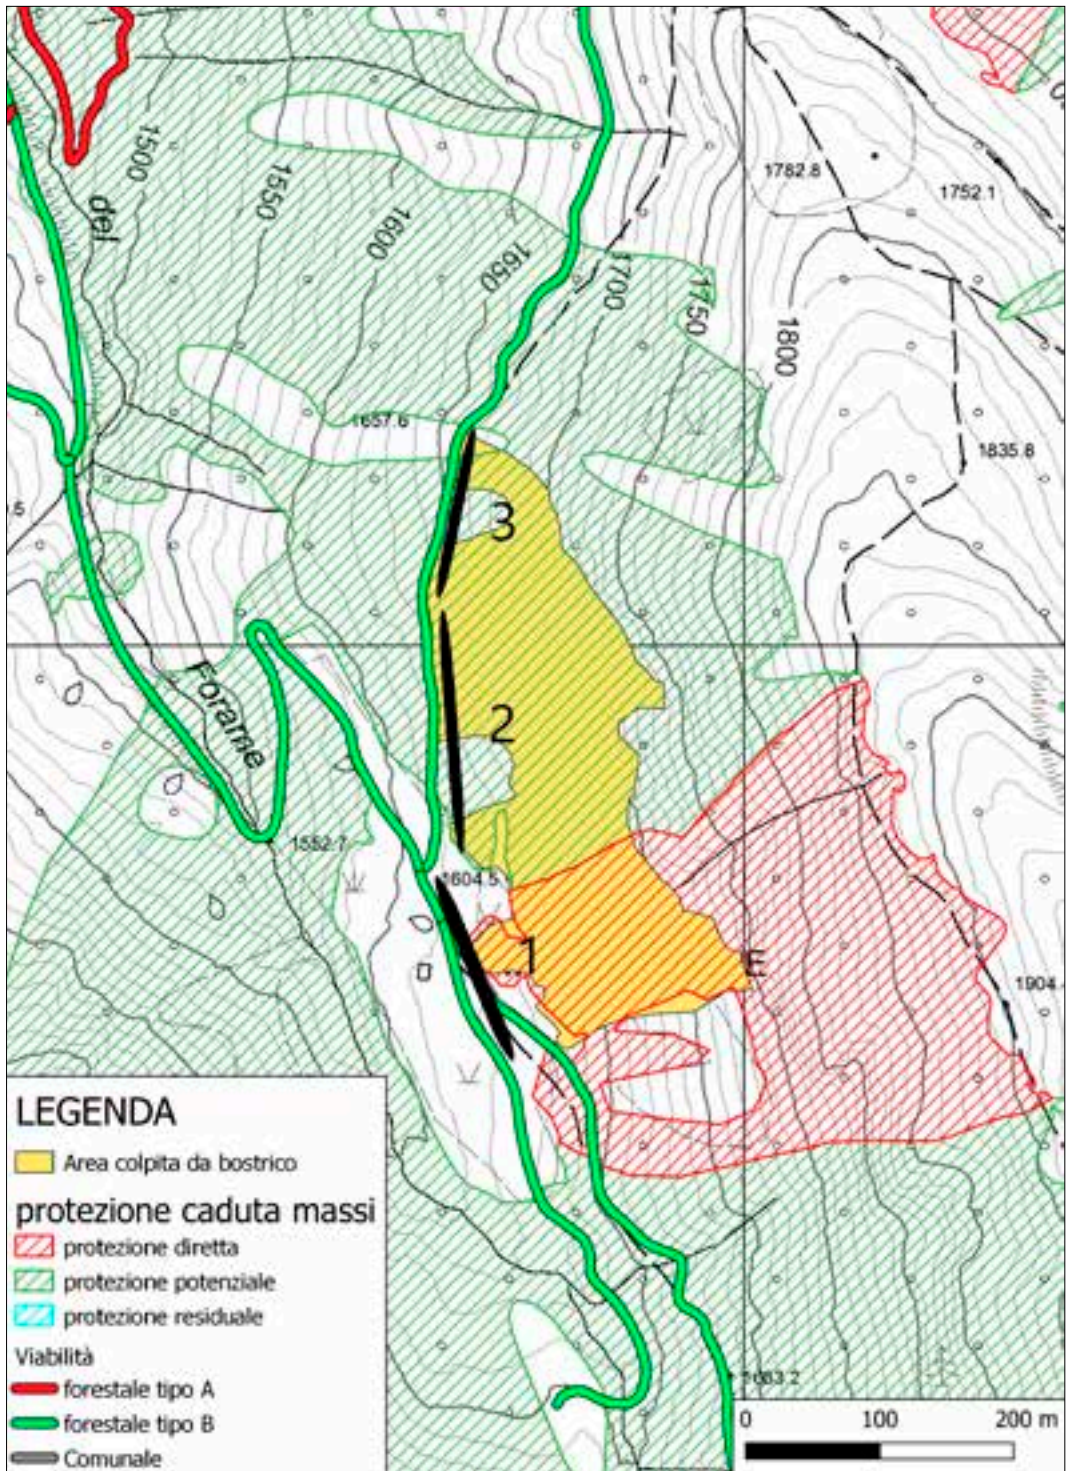 1500
1550
1600
1650
1700
1750
1800
1782.8
1752.1
del
1657.6
1835.8
3
2
Forame
1552.7
1604.5
1
E
1904.
LEGENDA
Area colpita da bostrico
protezione caduta massi
protezione diretta
protezione potenziale
protezione residuale
Viabilità
forestale tipo A
forestale tipo B
Comunale
0 100 200 m